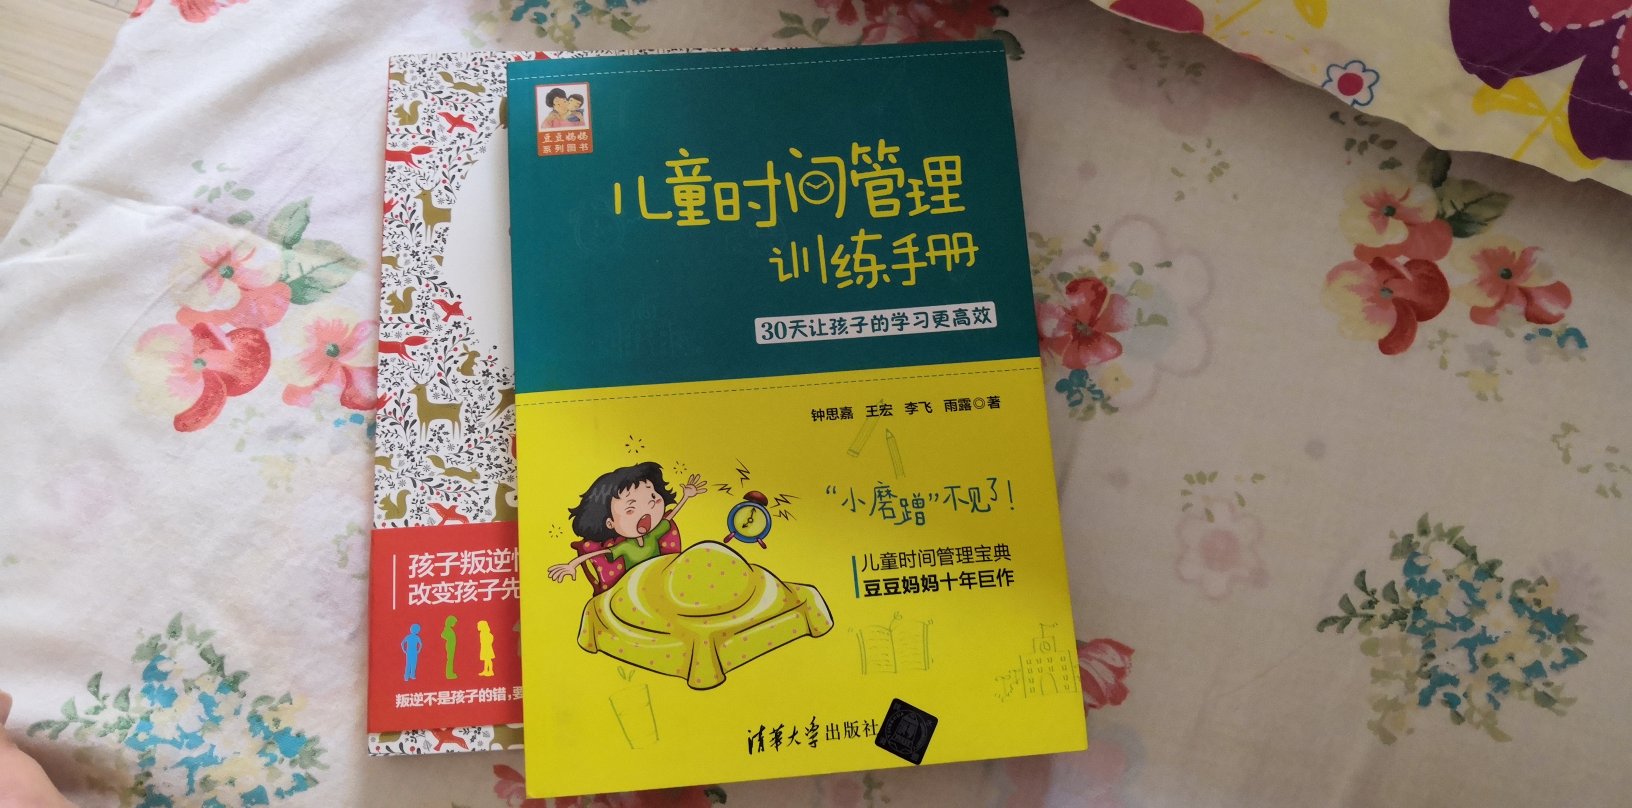 豆豆妈妈
系列图书
儿童时间管理
训练手册
30天让孩子的学习更高效
钟思嘉 王宏 李飞 雨露◎著
“小磨蹭”不见了!
儿童时间管理宝典
豆豆妈妈十年巨作
清华大学出版社
孩子叛逆
改变孩子先
叛逆不是孩子的错,要